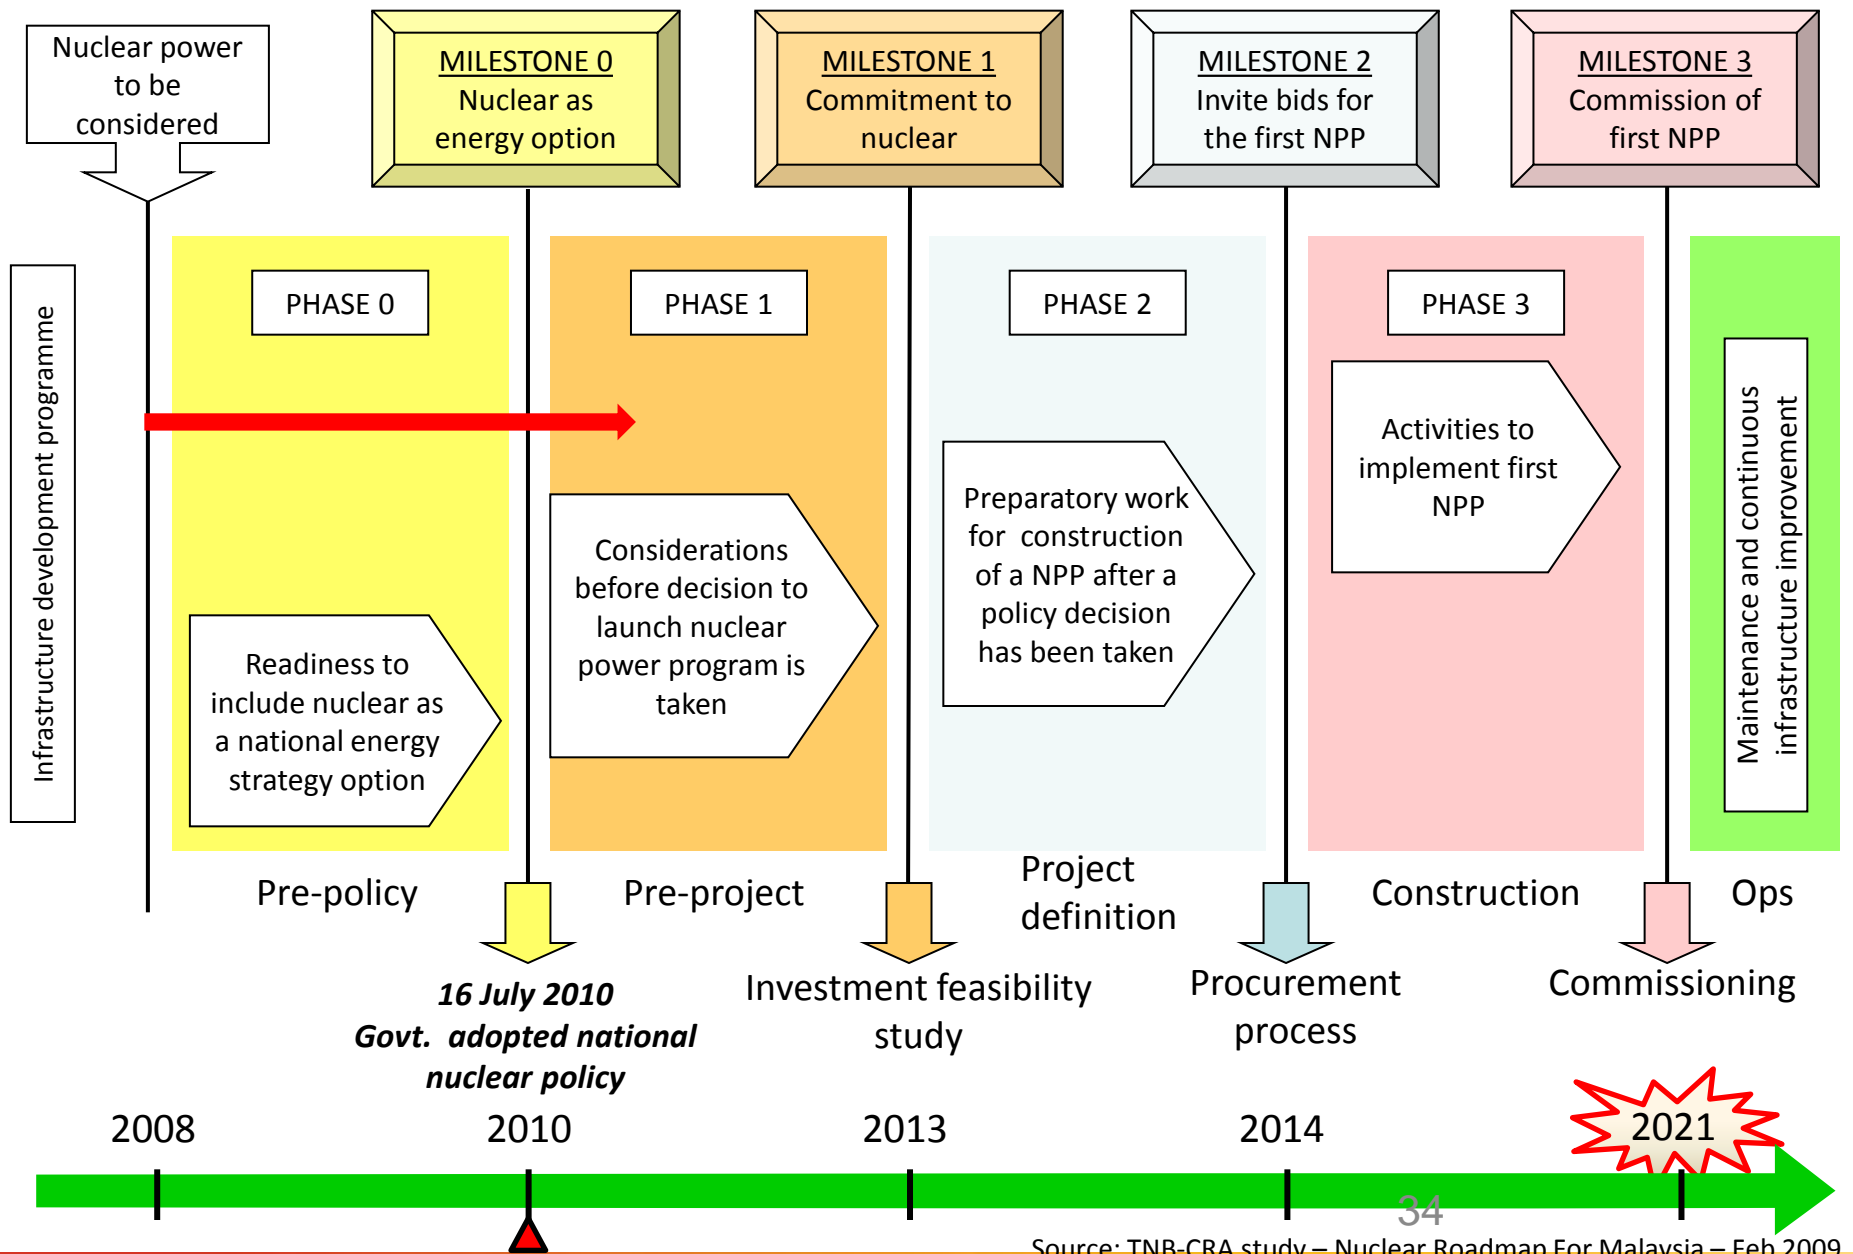 Nuclear power
to be
considered
MILESTONE 0
Nuclear as
energy option
MILESTONE 1
Commitment to
nuclear
MILESTONE 2
Invite bids for
the first NPP
MILESTONE 3
Commission of
first NPP
Infrastructure development programme
PHASE 0
PHASE 1
PHASE 2
PHASE 3
Readiness to
include nuclear as
a national energy
strategy option
Considerations
before decision to
launch nuclear
power program is
taken
Preparatory work
for construction
of a NPP after a
policy decision
has been taken
Activities to
implement first
NPP
Maintenance and continuous
infrastructure improvement
Pre-policy
Pre-project
Project
definition
Construction
Ops
16 July 2010
Govt. adopted national
nuclear policy
Investment feasibility
study
Procurement
process
Commissioning
2008
2010
2013
2014
2021
34
Source: TNB-CRA study – Nuclear Roadmap For Malaysia – Feb 2009